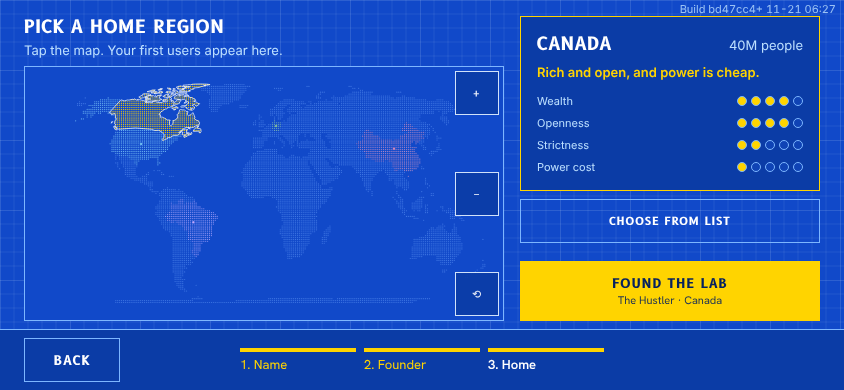 Build bd47cc4+ 11-21 06:27
PICK A HOME REGION
Tap the map. Your first users appear here.
+
−
⟲
CANADA
40M people
Rich and open, and power is cheap.
Wealth
Openness
Strictness
Power cost
CHOOSE FROM LIST
FOUND THE LAB
The Hustler · Canada
BACK
1. Name
2. Founder
3. Home